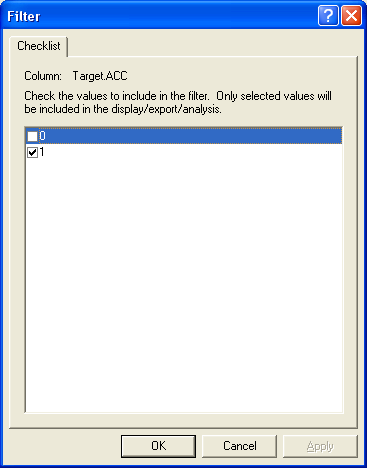 Filter
Checklist
Column: Target.ACC
Check the values to include in the filter. Only selected values will
be included in the display/export/analysis.
0
1
OK Cancel Apply